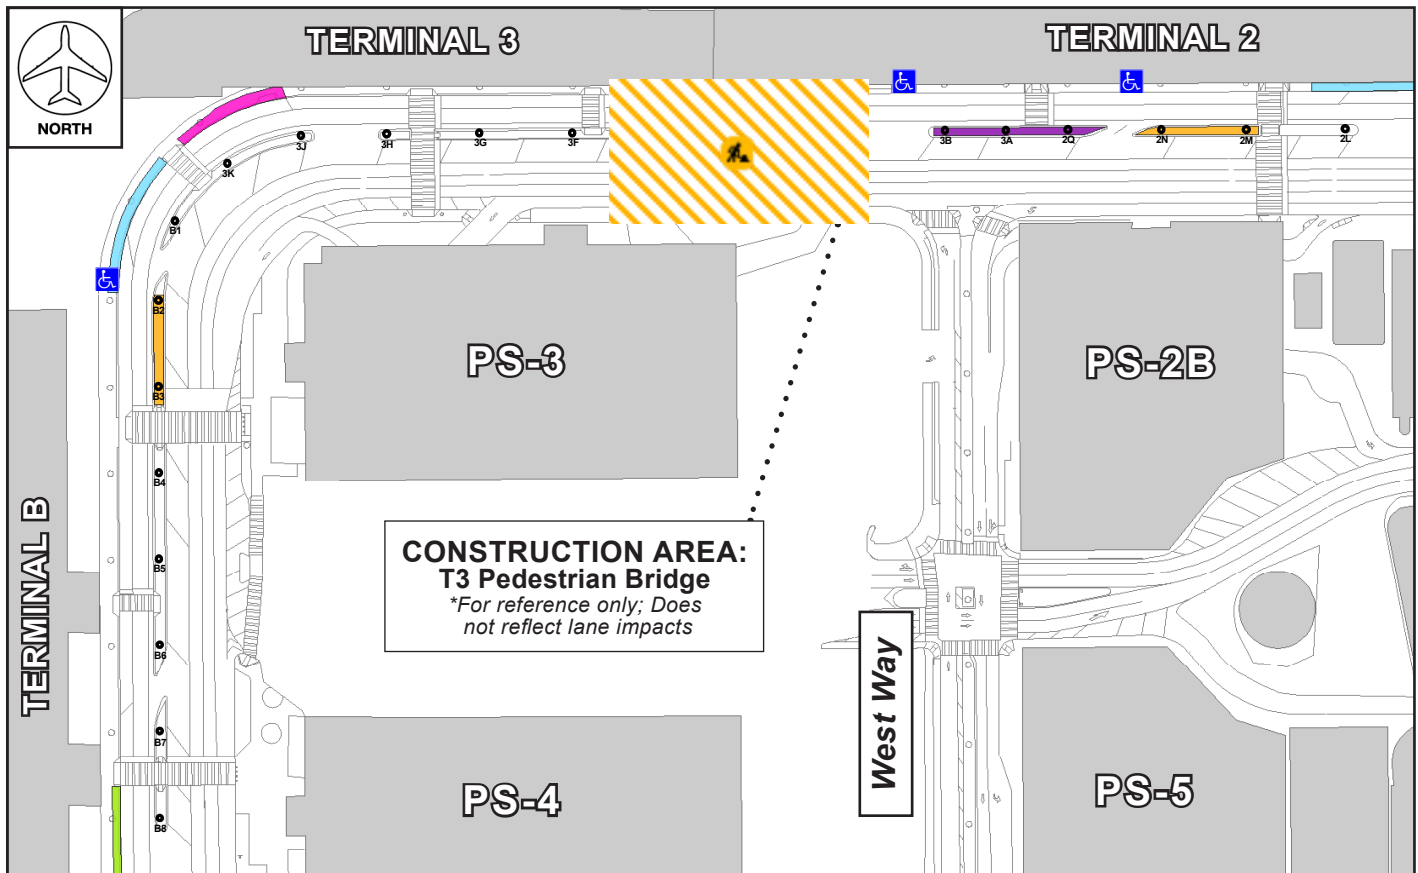 TERMINAL 3
TERMINAL 2
NORTH
3J
3H
3G
3F
3B
3A
2Q
2N
2M
2L
3K
B1
B2
B3
B4
B5
B6
B7
B8
PS-3
PS-2B
TERMINAL B
CONSTRUCTION AREA:
T3 Pedestrian Bridge
*For reference only; Does
not reflect lane impacts
West Way
PS-4
PS-5